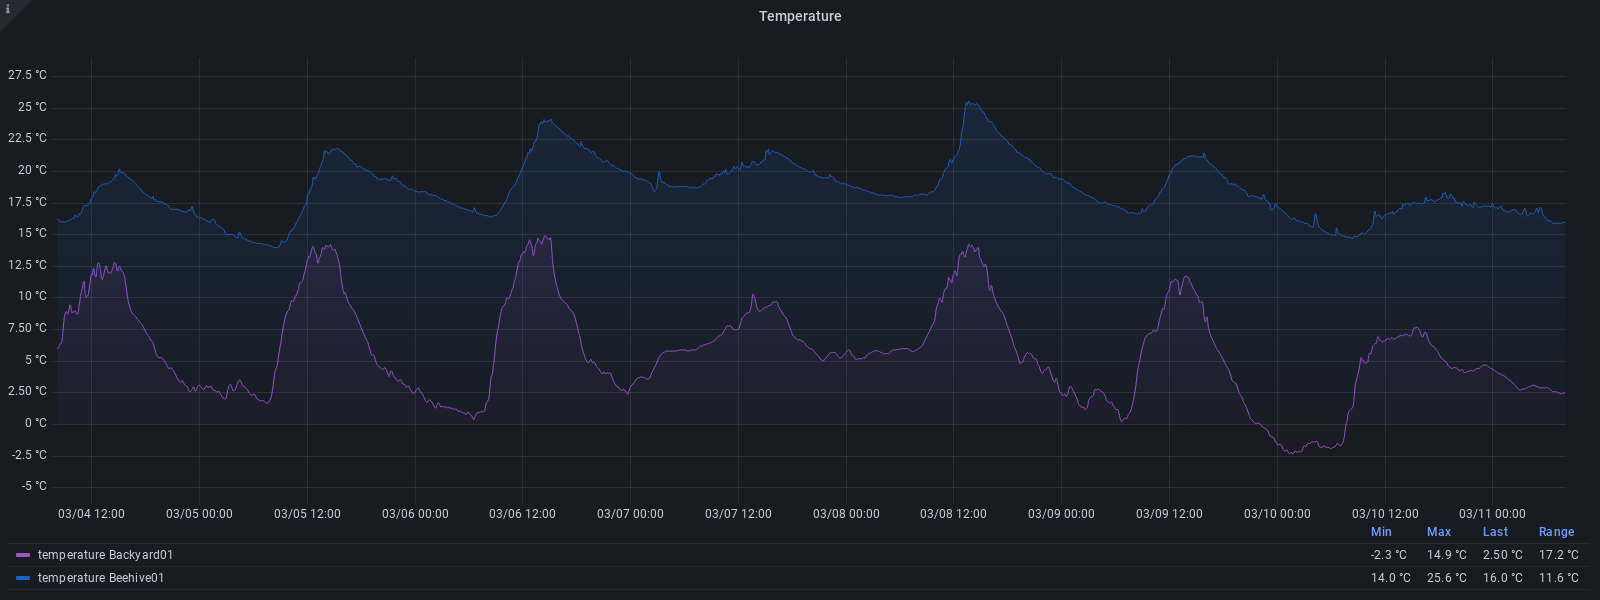 i
Temperature
27.5 °C
25 °C
22.5 °C
20 °C
17.5 °C
15 °C
12.5 °C
10 °C
7.50 °C
5 °C
2.50 °C
0 °C
-2.5 °C
-5 °C
03/04 12:00 03/05 00:00 03/05 12:00 03/06 00:00 03/06 12:00 03/07 00:00 03/07 12:00 03/08 00:00 03/08 12:00 03/09 00:00 03/09 12:00 03/10 00:00 03/10 12:00 03/11 00:00
Min Max Last Range
temperature Backyard01 -2.3 °C 14.9 °C 2.50 °C 17.2 °C
temperature Beehive01 14.0 °C 25.6 °C 16.0 °C 11.6 °C